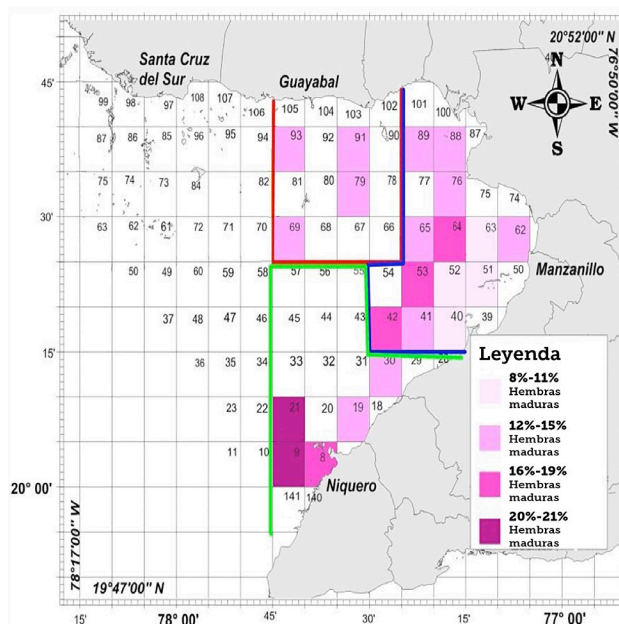 20°52'00" N
76°50'00" W
N
W E
S
Santa Cruz
del Sur
Guayabal
45'
99 98 97 108 107 106 105 104 103 102 101 100
87 86 85 96 95 94 93 92 91 90 89 88 87
75 74 73 84 82 81 80 79 78 77 76 75 74
30'
63 62 61 72 71 70 69 68 67 66 65 64 63 62
50 49 60 59 58 57 56 55 54 53 52 51 50
Manzanillo
37 48 47 46 45 44 43 42 41 40 39
15'
36 35 34 33 32 31 30 29 28
23 22 21 20 19 18
11 10 9 8
20° 00'
Niquero
141 140
78°17'00" W
19°47'00" N
15' 78° 00' 45' 30' 15' 77° 00'
Leyenda
8%-11%
Hembras
maduras
12%-15%
Hembras
maduras
16%-19%
Hembras
maduras
20%-21%
Hembras
maduras